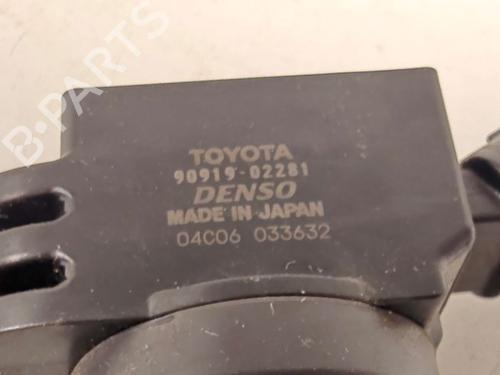 B-PARTS
TOYOTA
90919-02281
DENSO
MADE IN JAPAN
04C06 033632